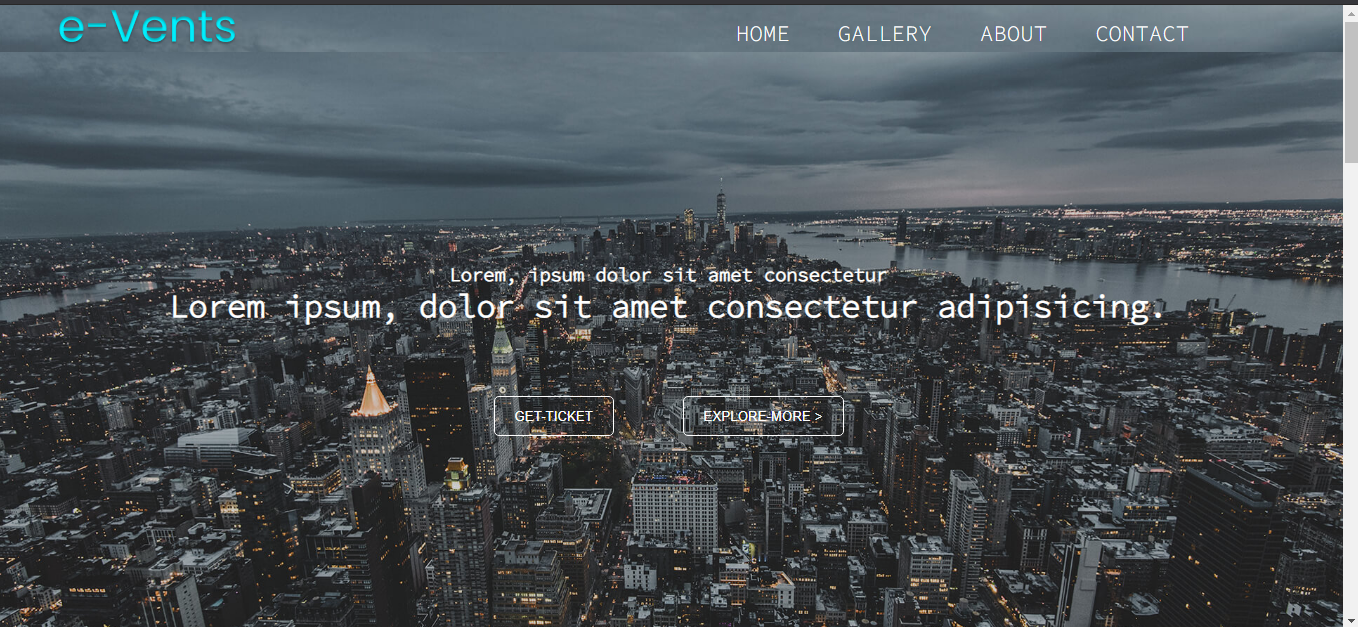 e-Vents
HOME GALLERY ABOUT CONTACT
Lorem, ipsum dolor sit amet consectetur
Lorem ipsum, dolor sit amet consectetur adipisicing.
GET-TICKET EXPLORE-MORE >